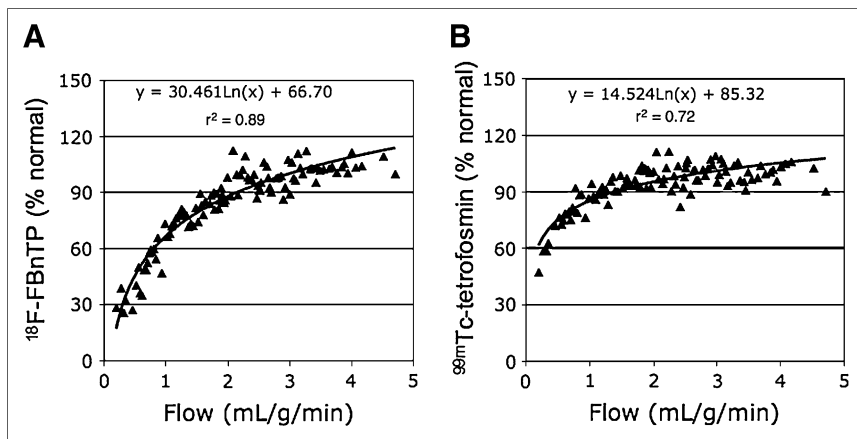 A
150
120
90
60
30
0
0
1
2
3
4
5
y = 30.461Ln(x) + 66.70
r² = 0.89
¹⁸F-FBnTP (% normal)
Flow (mL/g/min)
B
150
120
90
60
30
0
0
1
2
3
4
5
y = 14.524Ln(x) + 85.32
r² = 0.72
⁹⁹ᵐTc-tetrofosmin (% normal)
Flow (mL/g/min)